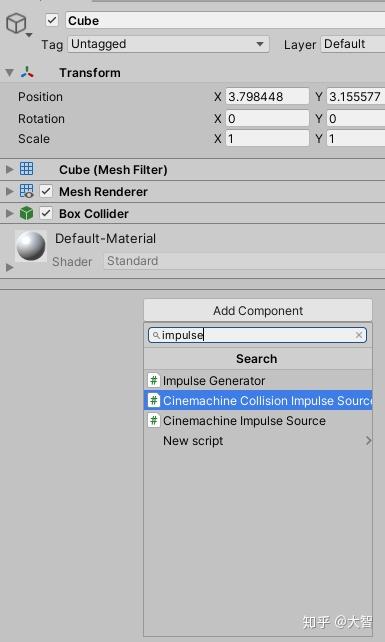 Cube
Tag Untagged Layer Default
Transform
Position X 3.798448 Y 3.155577
Rotation X 0 Y 0
Scale X 1 Y 1
Cube (Mesh Filter)
Mesh Renderer
Box Collider
Default-Material
Shader Standard
Add Component
impulse
Search
# Impulse Generator
# Cinemachine Collision Impulse Source
# Cinemachine Impulse Source
New script
知乎 @大智